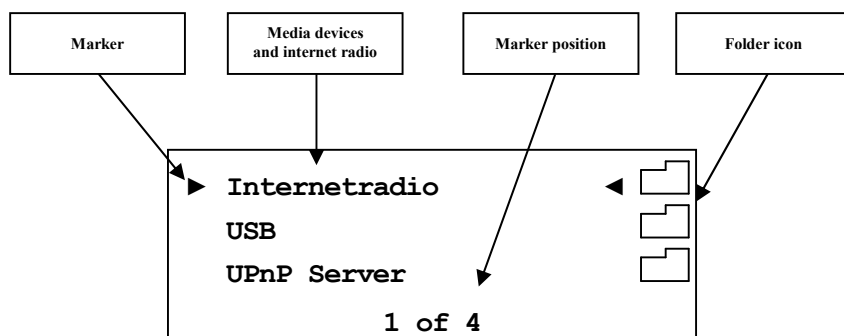 Marker
Media devices
and internet radio
Marker position
Folder icon
Internetradio
USB
UPnP Server
1 of 4